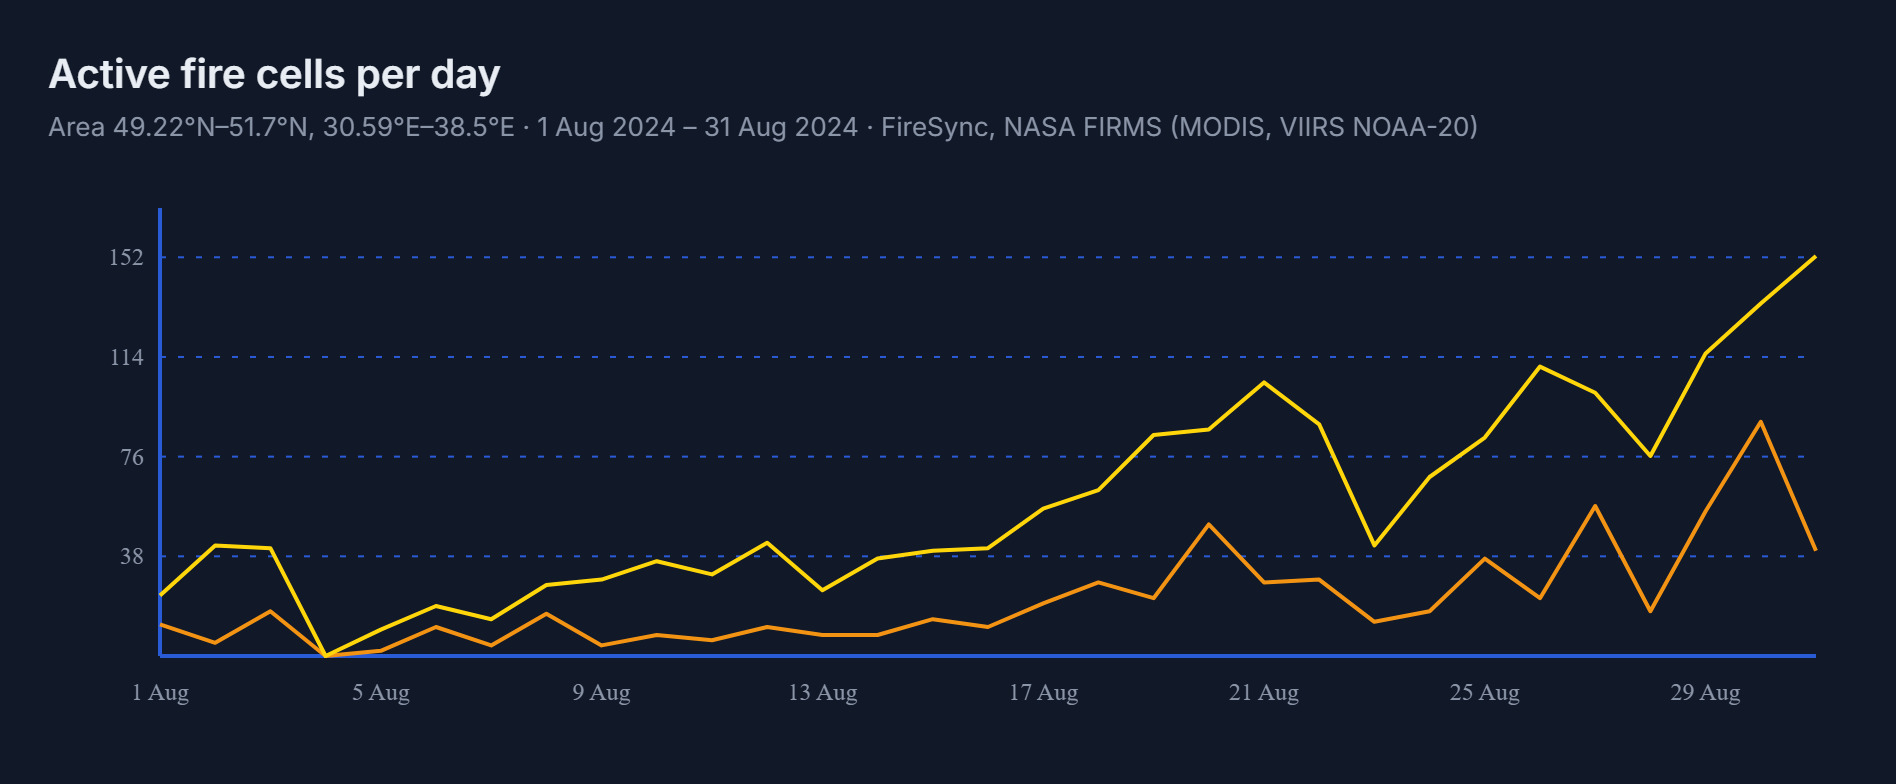 Active fire cells per day
Area 49.22°N–51.7°N, 30.59°E–38.5°E · 1 Aug 2024 – 31 Aug 2024 · FireSync, NASA FIRMS (MODIS, VIIRS NOAA-20)
152
114
76
38
1 Aug 5 Aug 9 Aug 13 Aug 17 Aug 21 Aug 25 Aug 29 Aug